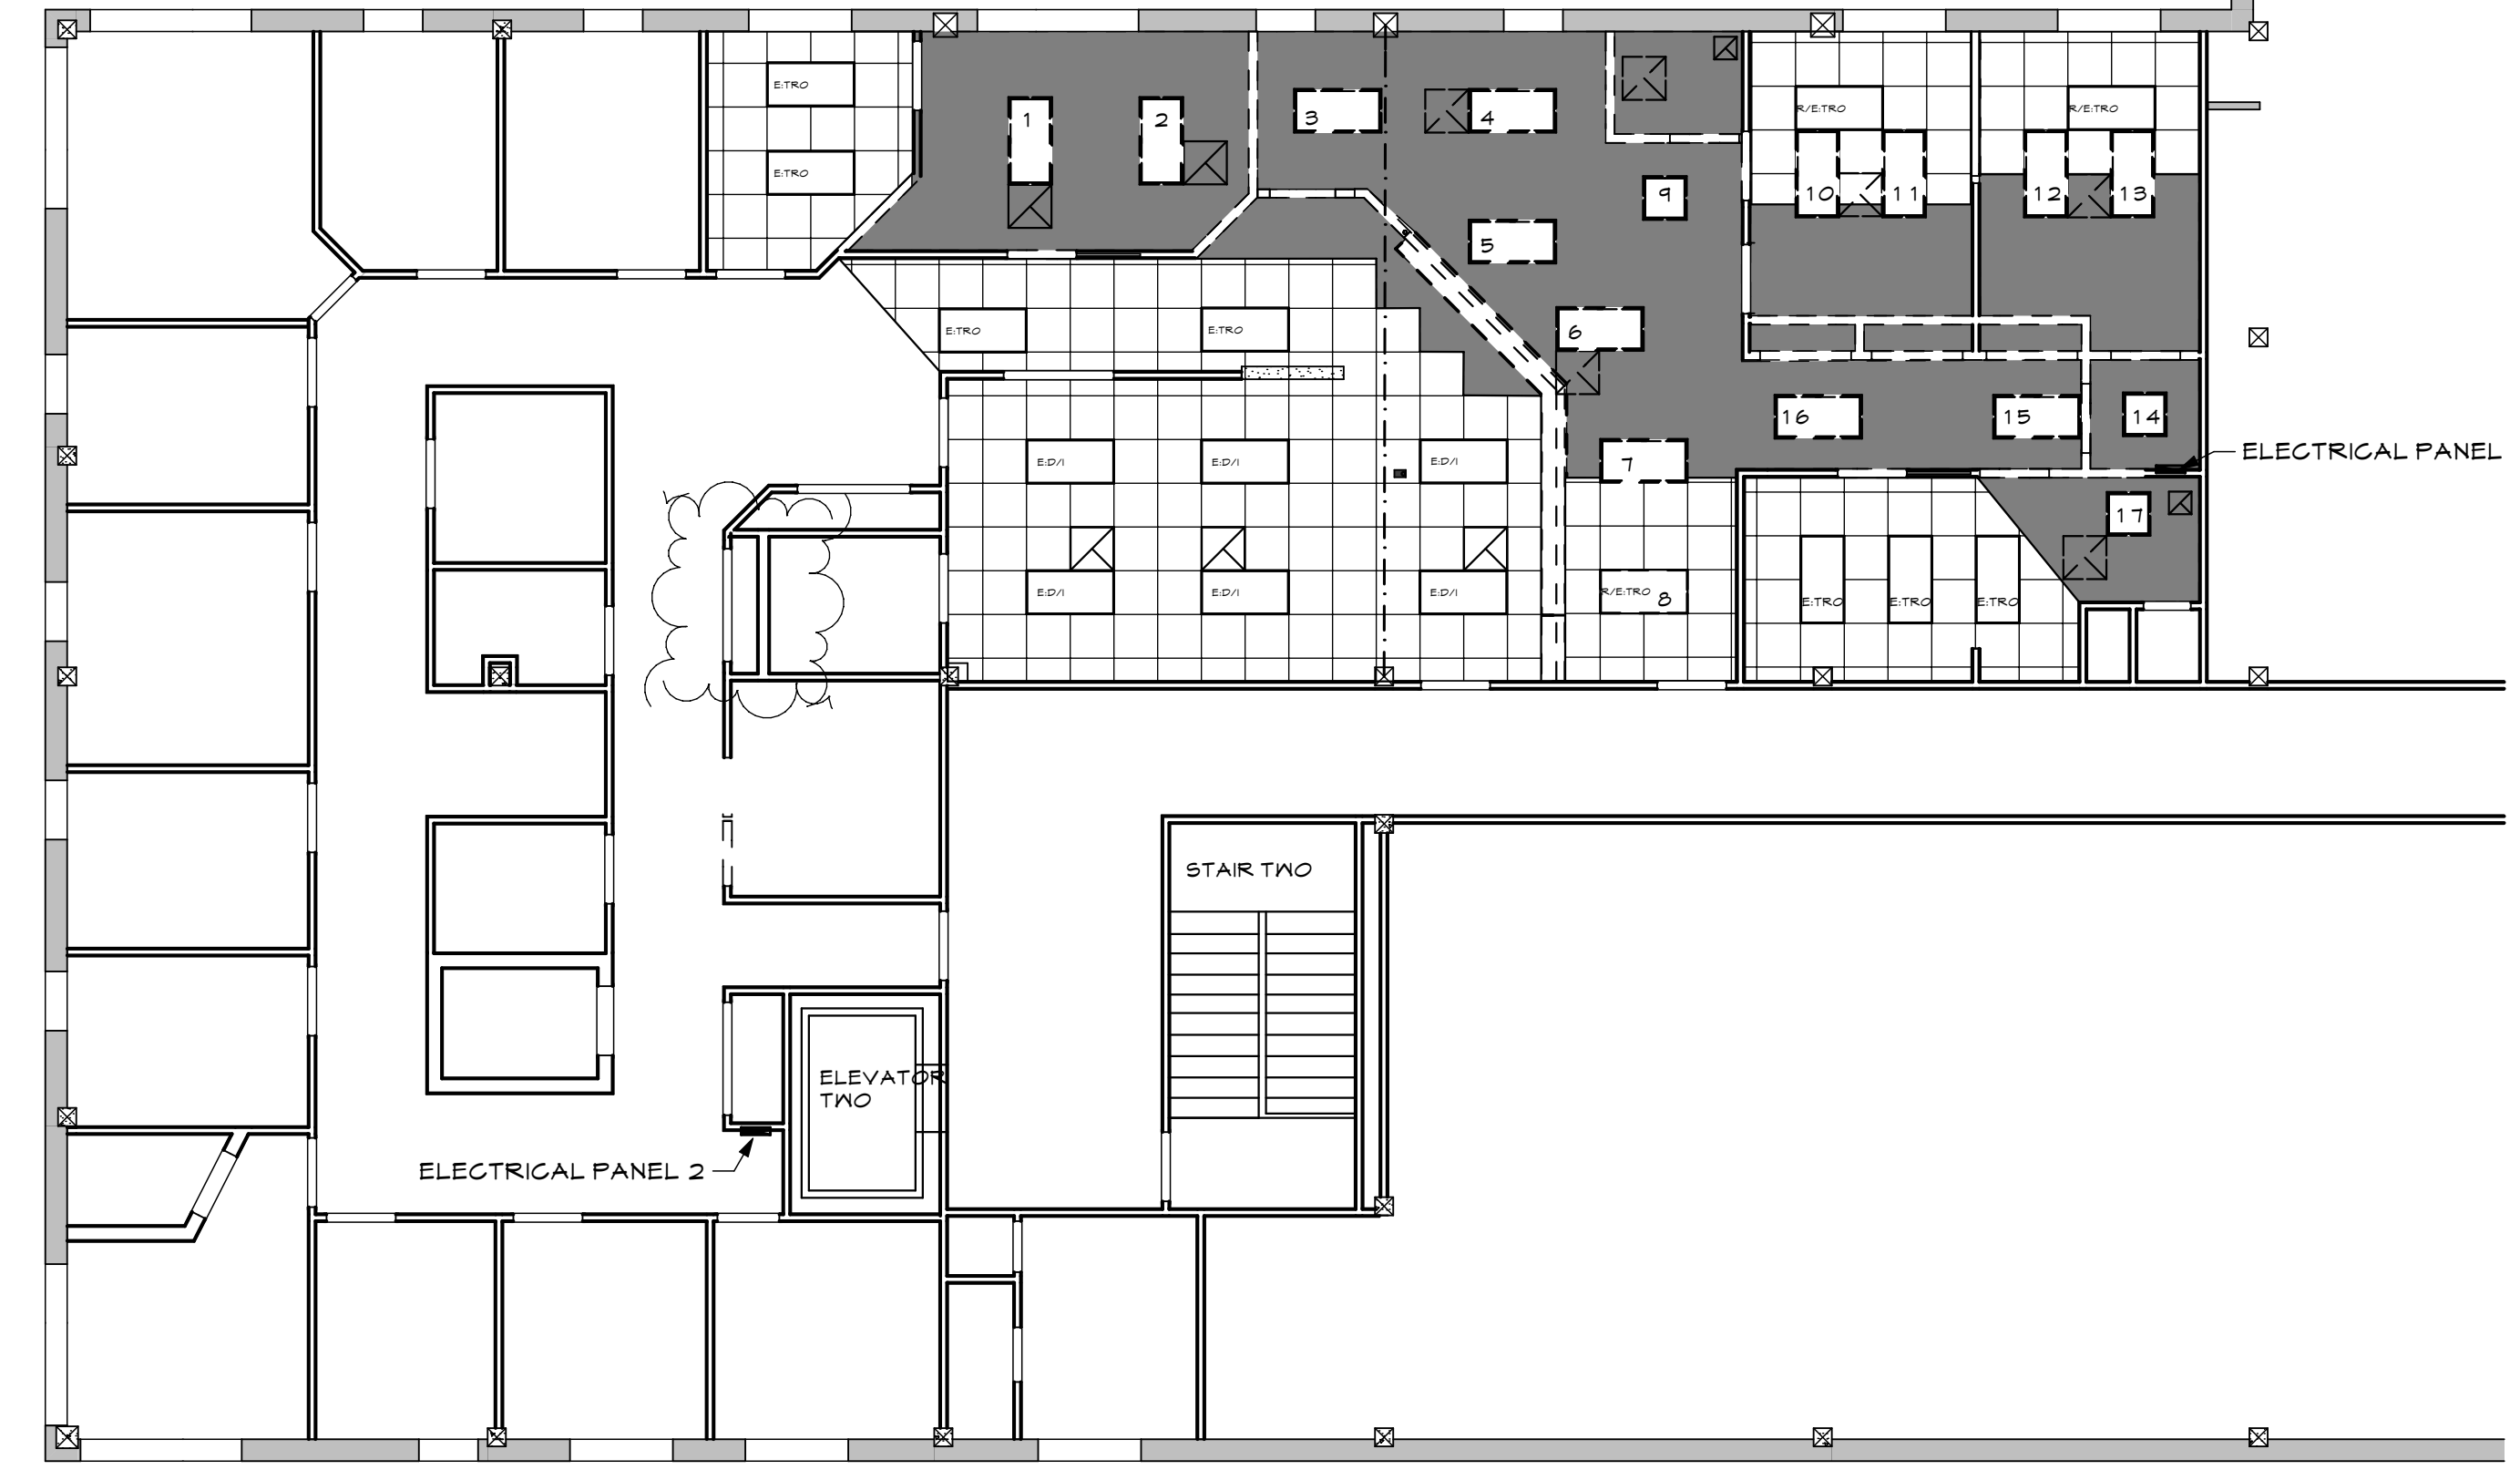 E:TRO
E:TRO
1
2
3
4
R/E:TRO
R/E:TRO
9
10
11
12
13
5
E:TRO
E:TRO
6
16
15
14
ELECTRICAL PANEL
E:D/I
E:D/I
E:D/I
7
17
E:D/I
E:D/I
E:D/I
R/E:TRO 8
E:TRO
E:TRO
E:TRO
STAIR TWO
ELEVATOR
TWO
ELECTRICAL PANEL 2